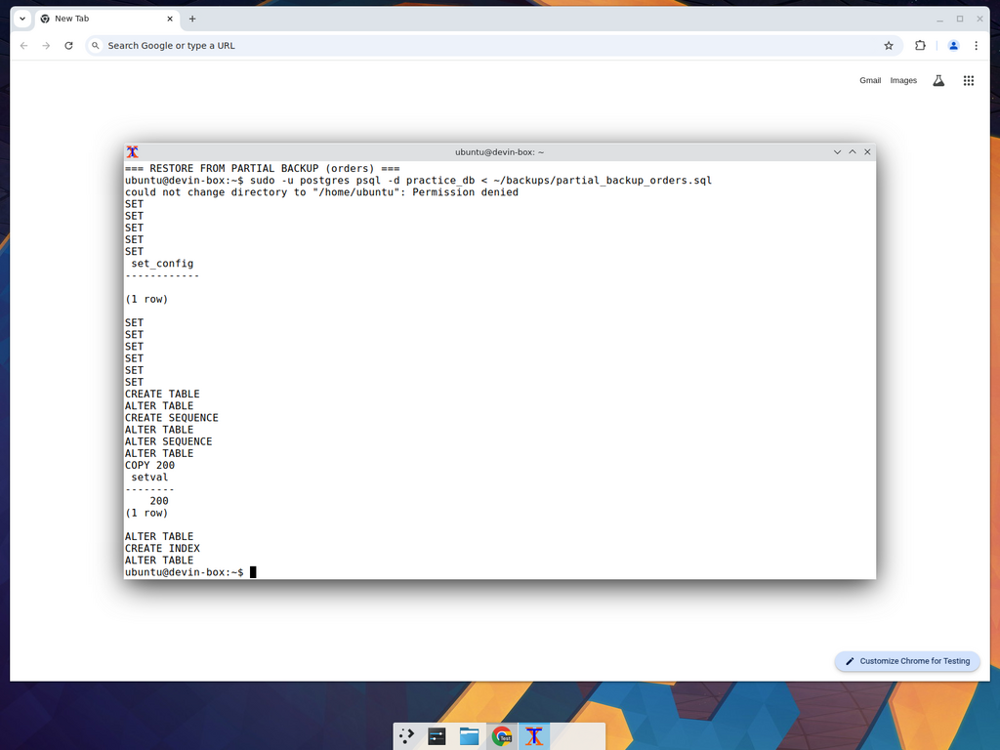 New Tab
Search Google or type a URL
Gmail Images
ubuntu@devin-box: ~
=== RESTORE FROM PARTIAL BACKUP (orders) ===
ubuntu@devin-box:~$ sudo -u postgres psql -d practice_db < ~/backups/partial_backup_orders.sql
could not change directory to "/home/ubuntu": Permission denied
SET
SET
SET
SET
SET
set_config
------------
(1 row)
SET
SET
SET
SET
SET
SET
CREATE TABLE
ALTER TABLE
CREATE SEQUENCE
ALTER TABLE
ALTER SEQUENCE
ALTER TABLE
COPY 200
setval
--------
200
(1 row)
ALTER TABLE
CREATE INDEX
ALTER TABLE
ubuntu@devin-box:~$
Customize Chrome for Testing
Test